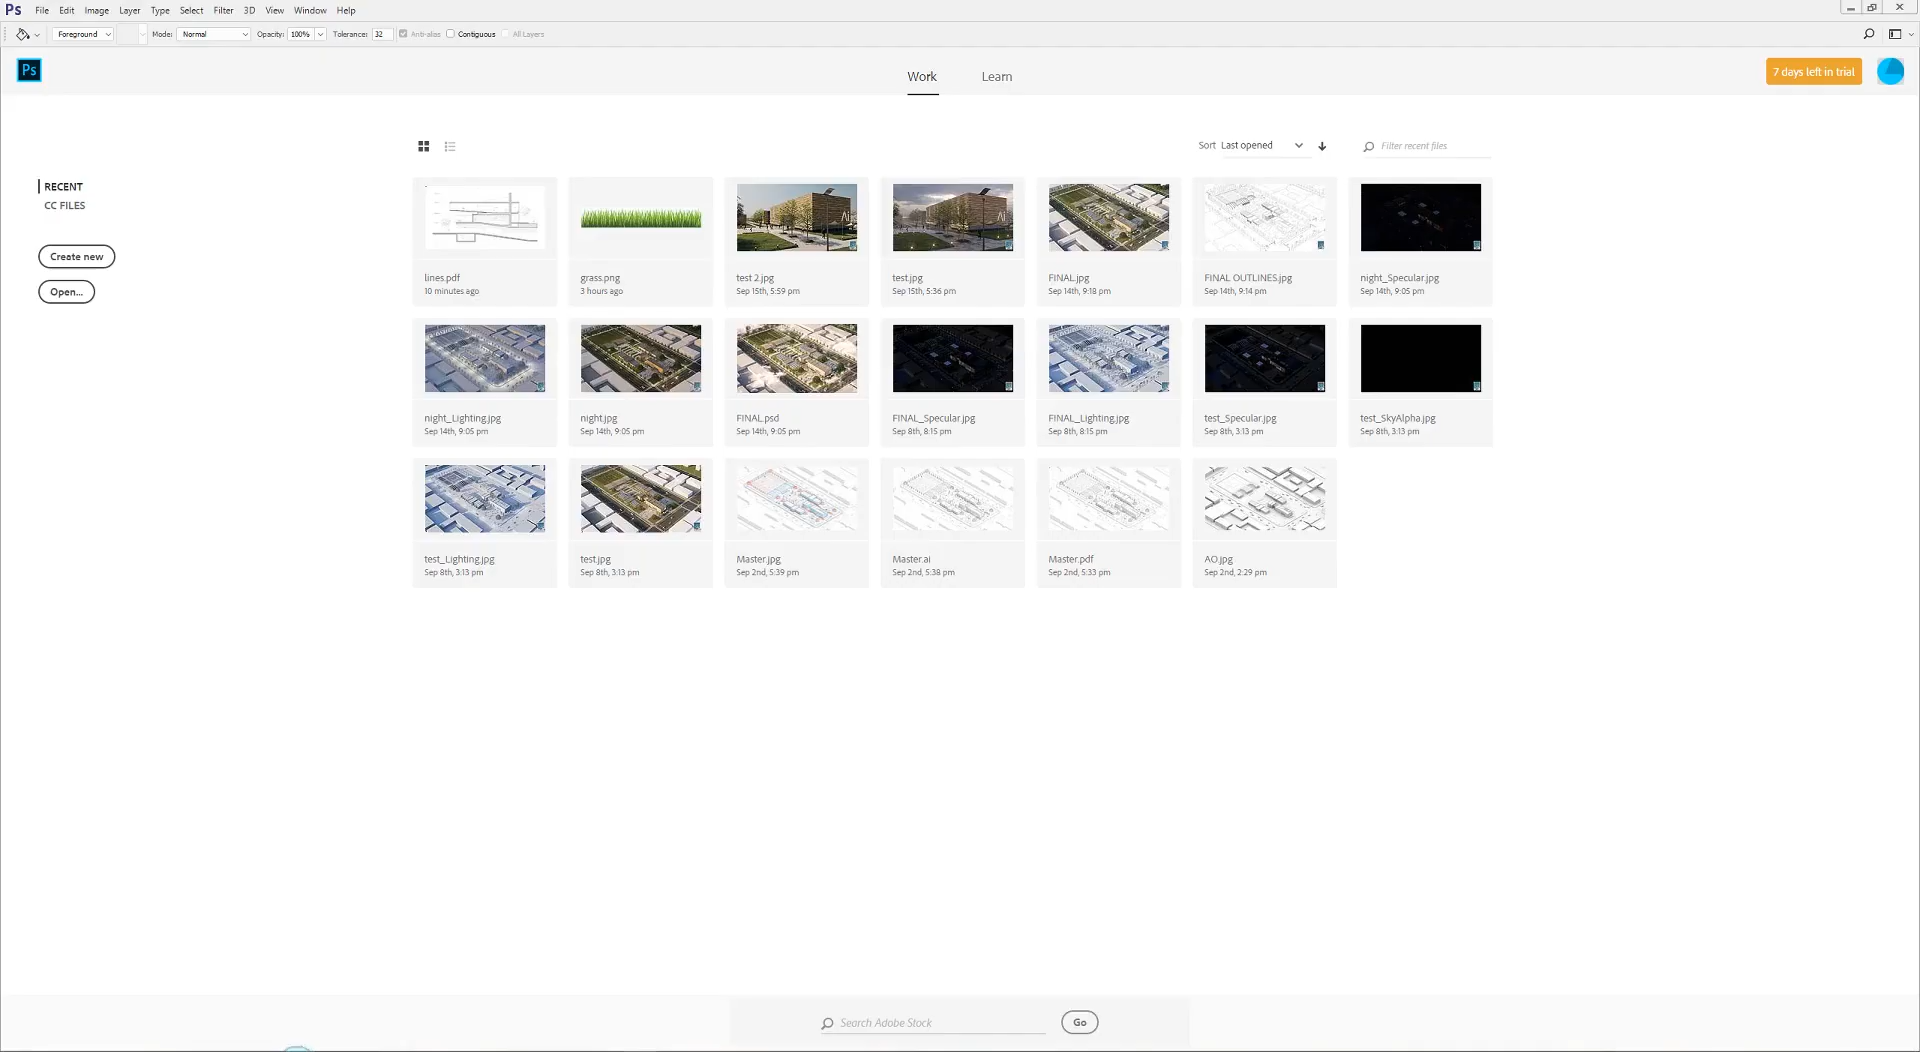 Ps File Edit Image Layer Type Select Filter 3D View Window Help
Foreground Mode: Normal Opacity: 100% Tolerance: 32 Anti-alias Contiguous All Layers
Ps Work Learn 7 days left in trial
Sort Last opened Filter recent files
RECENT
CC FILES
Create new
Open...
Ai Ai
lines.pdf grass.png test 2.jpg test.jpg FINAL.jpg FINAL OUTLINES.jpg night_Specular.jpg
10 minutes ago 3 hours ago Sep 15th, 5:59 pm Sep 15th, 5:36 pm Sep 14th, 9:18 pm Sep 14th, 9:14 pm Sep 14th, 9:05 pm
night_Lighting.jpg night.jpg FINAL.psd FINAL_Specular.jpg FINAL_Lighting.jpg test_Specular.jpg test_SkyAlpha.jpg
Sep 14th, 9:05 pm Sep 14th, 9:05 pm Sep 14th, 9:05 pm Sep 8th, 8:15 pm Sep 8th, 8:15 pm Sep 8th, 3:13 pm Sep 8th, 3:13 pm
test_Lighting.jpg test.jpg Master.jpg Master.ai Master.pdf AO.jpg
Sep 8th, 3:13 pm Sep 8th, 3:13 pm Sep 2nd, 5:39 pm Sep 2nd, 5:38 pm Sep 2nd, 5:33 pm Sep 2nd, 2:29 pm
Search Adobe Stock Go